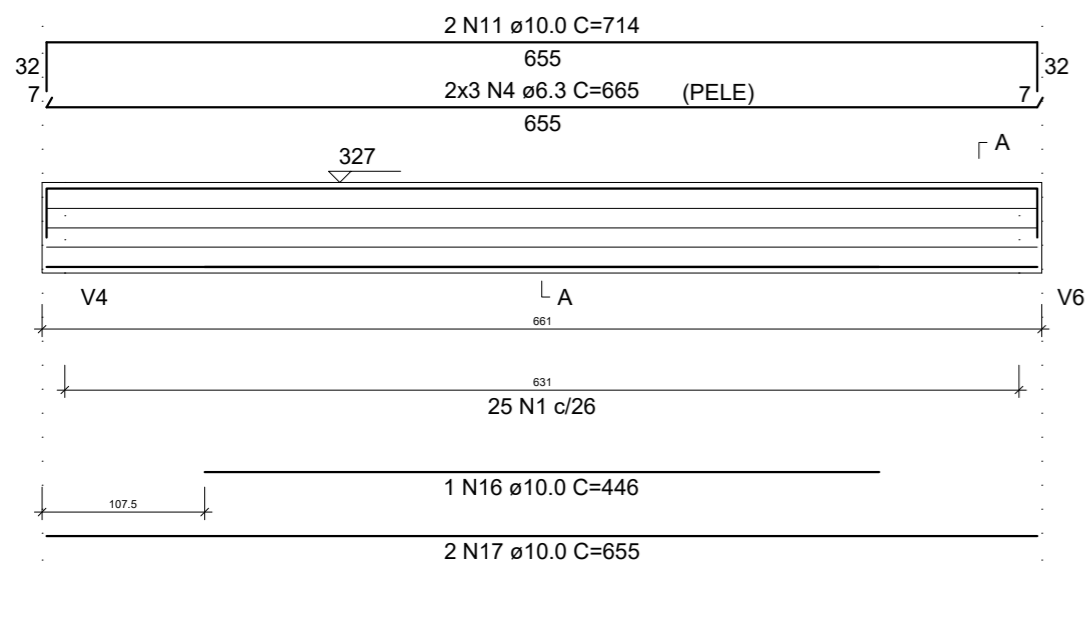 2 N11 ø10.0 C=714
655
32
32
2x3 N4 ø6.3 C=665 (PELE)
7
7
655
A
327
V4
A
V6
661
631
25 N1 c/26
1 N16 ø10.0 C=446
107.5
2 N17 ø10.0 C=655